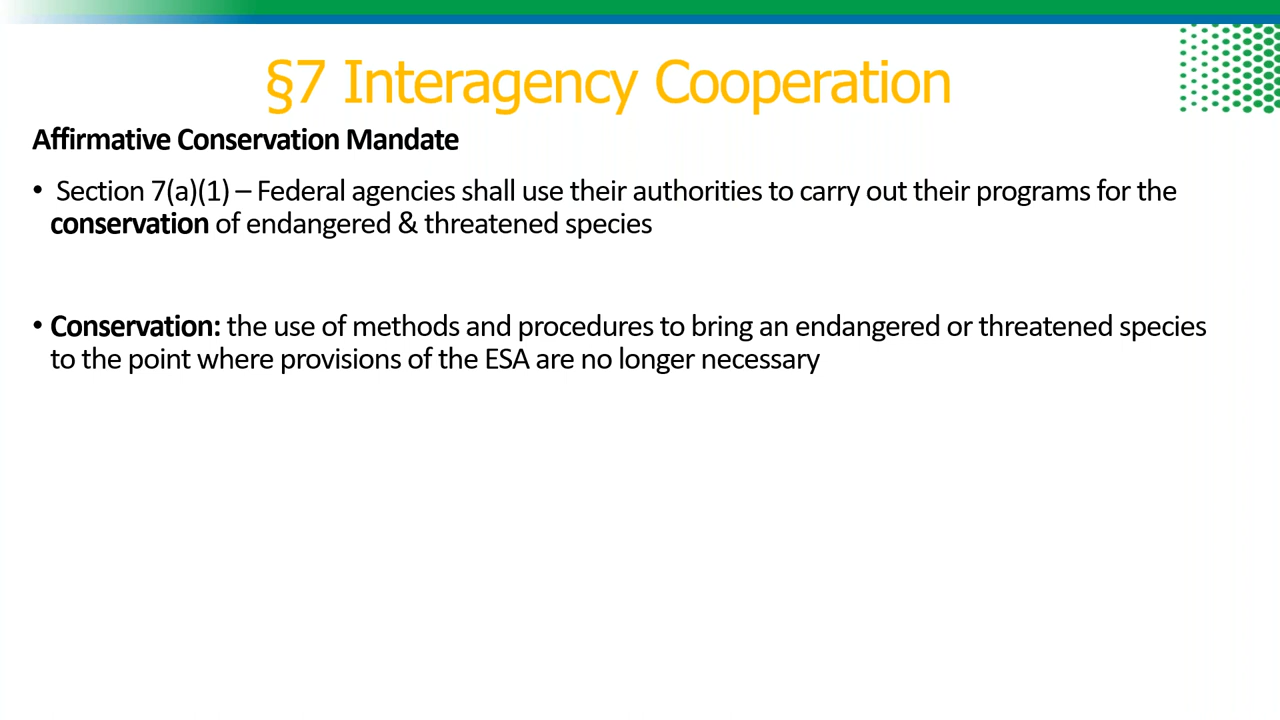 §7 Interagency Cooperation
Affirmative Conservation Mandate
• Section 7(a)(1) – Federal agencies shall use their authorities to carry out their programs for the
conservation of endangered & threatened species
• Conservation: the use of methods and procedures to bring an endangered or threatened species
to the point where provisions of the ESA are no longer necessary